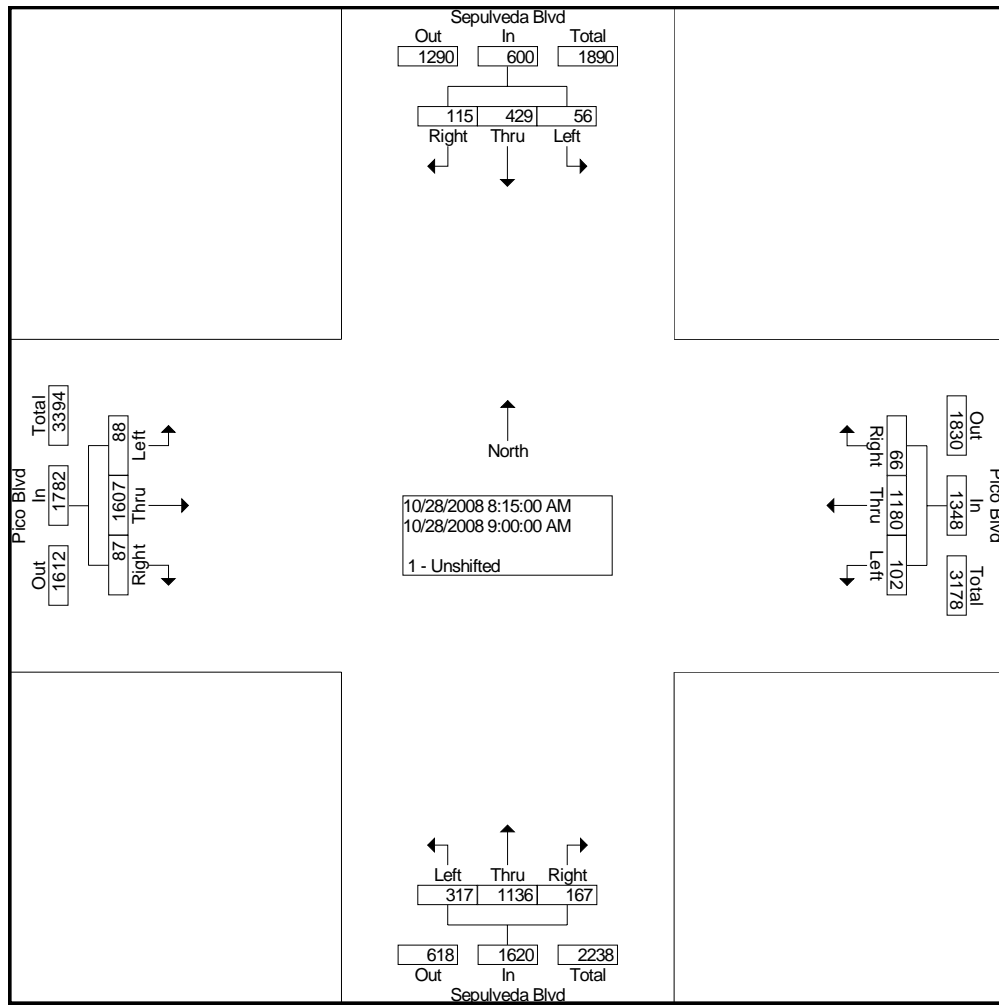 Sepulveda Blvd
Out In Total
1290 600 1890
115 429 56
Right Thru Left
Pico Blvd
Total In Out
3394 1782 1612
88 1607 87
Left Thru Right
North
10/28/2008 8:15:00 AM
10/28/2008 9:00:00 AM
1 - Unshifted
Right Thru Left
66 1180 102
1830 1348 3178
Out In Total
Pico Blvd
Left Thru Right
317 1136 167
618 1620 2238
Out In Total
Sepulveda Blvd